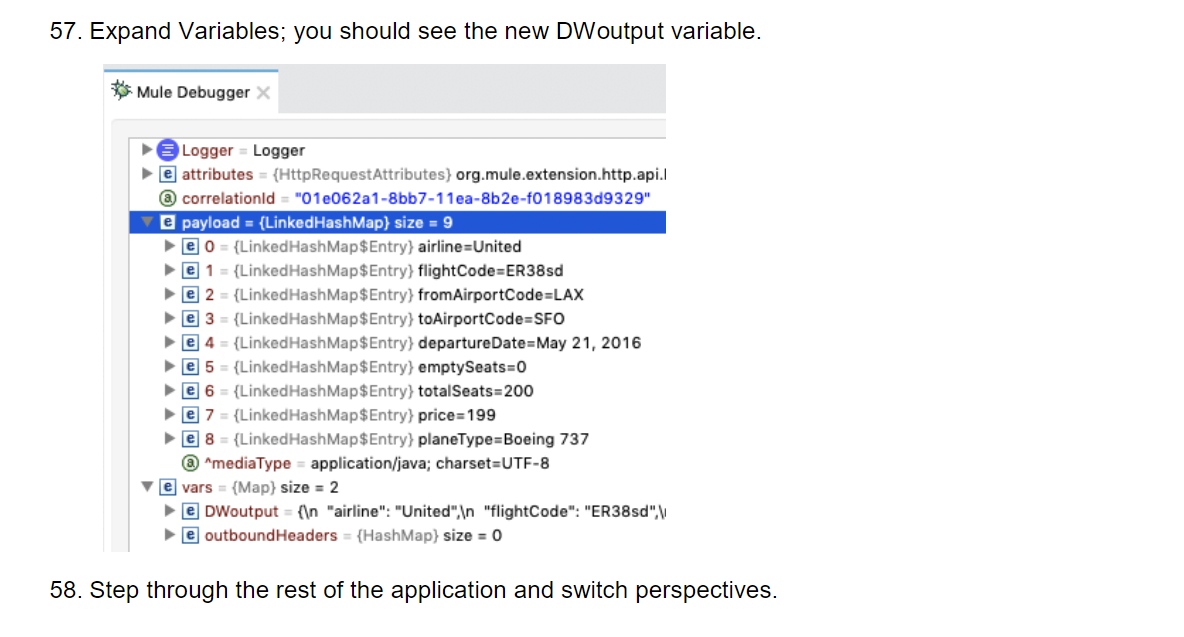 57. Expand Variables; you should see the new DWoutput variable.
Mule Debugger
Logger = Logger
attributes = {HttpRequestAttributes} org.mule.extension.http.api.
correlationId = "01e062a1-8bb7-11ea-8b2e-f018983d9329"
payload = {LinkedHashMap} size = 9
0 = {LinkedHashMap$Entry} airline=United
1 = {LinkedHashMap$Entry} flightCode=ER38sd
2 = {LinkedHashMap$Entry} fromAirportCode=LAX
3 = {LinkedHashMap$Entry} toAirportCode=SFO
4 = {LinkedHashMap$Entry} departureDate=May 21, 2016
5 = {LinkedHashMap$Entry} emptySeats=0
6 = {LinkedHashMap$Entry} totalSeats=200
7 = {LinkedHashMap$Entry} price=199
8 = {LinkedHashMap$Entry} planeType=Boeing 737
^mediaType = application/java; charset=UTF-8
vars = {Map} size = 2
DWoutput = {\n "airline": "United",\n "flightCode": "ER38sd",\
outboundHeaders = {HashMap} size = 0
58. Step through the rest of the application and switch perspectives.